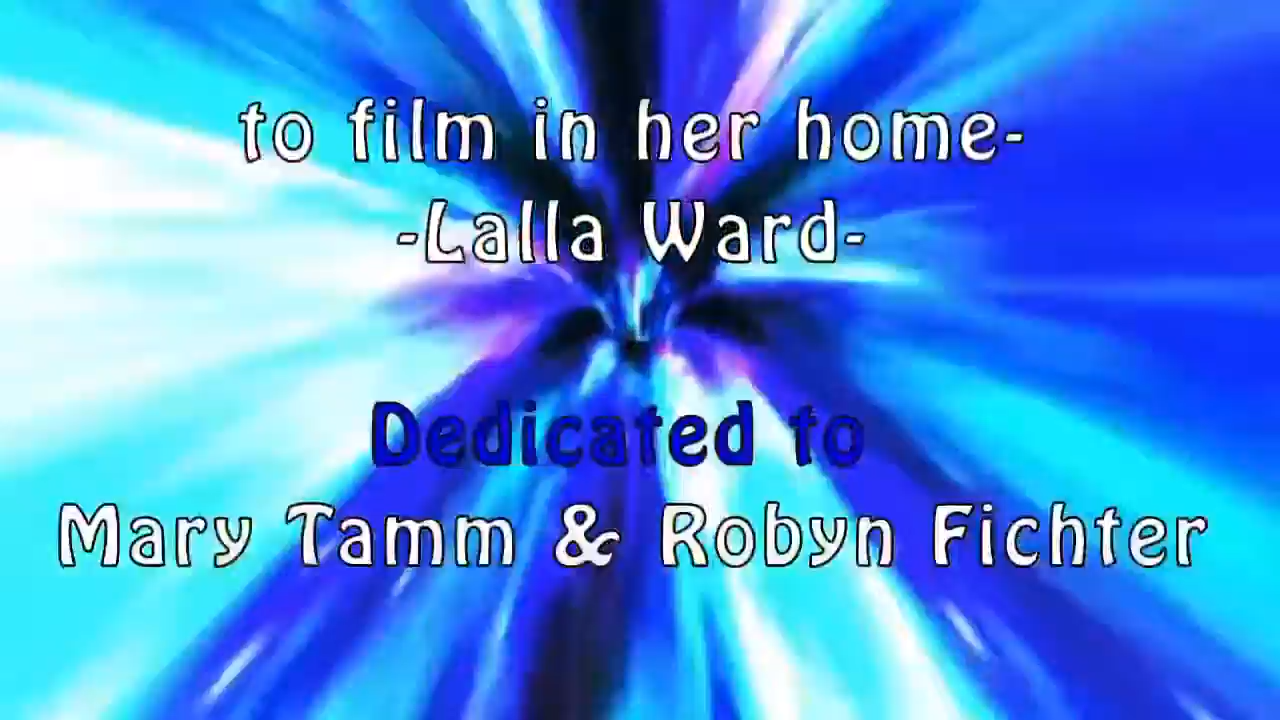 to film in her home-
-Lalla Ward-
Dedicated to
Mary Tamm & Robyn Fichter